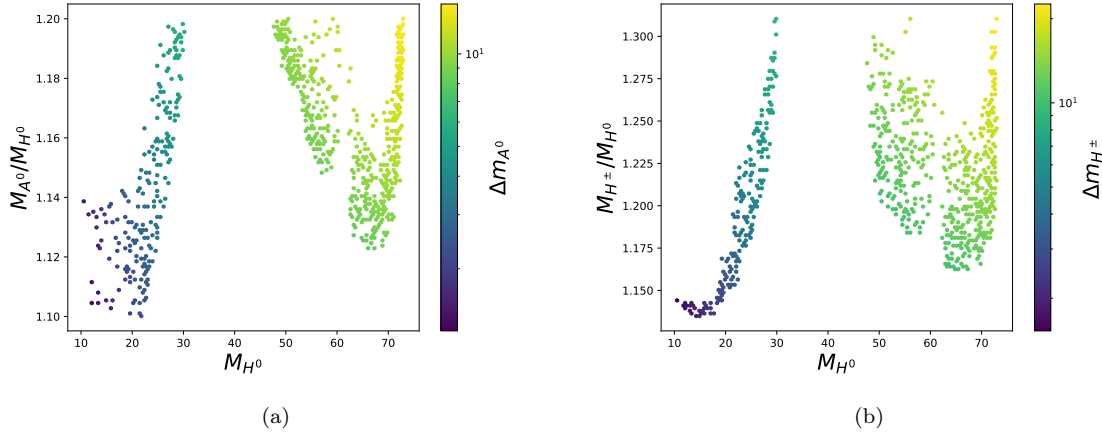 1.20
1.18
1.16
1.14
1.12
1.10
M_{A^0}/M_{H^0}
10 20 30 40 50 60 70
M_{H^0}
10^1
Δm_{A^0}
(a)
1.300
1.275
1.250
1.225
1.200
1.175
1.150
M_{H^±}/M_{H^0}
10 20 30 40 50 60 70
M_{H^0}
10^1
Δm_{H^±}
(b)